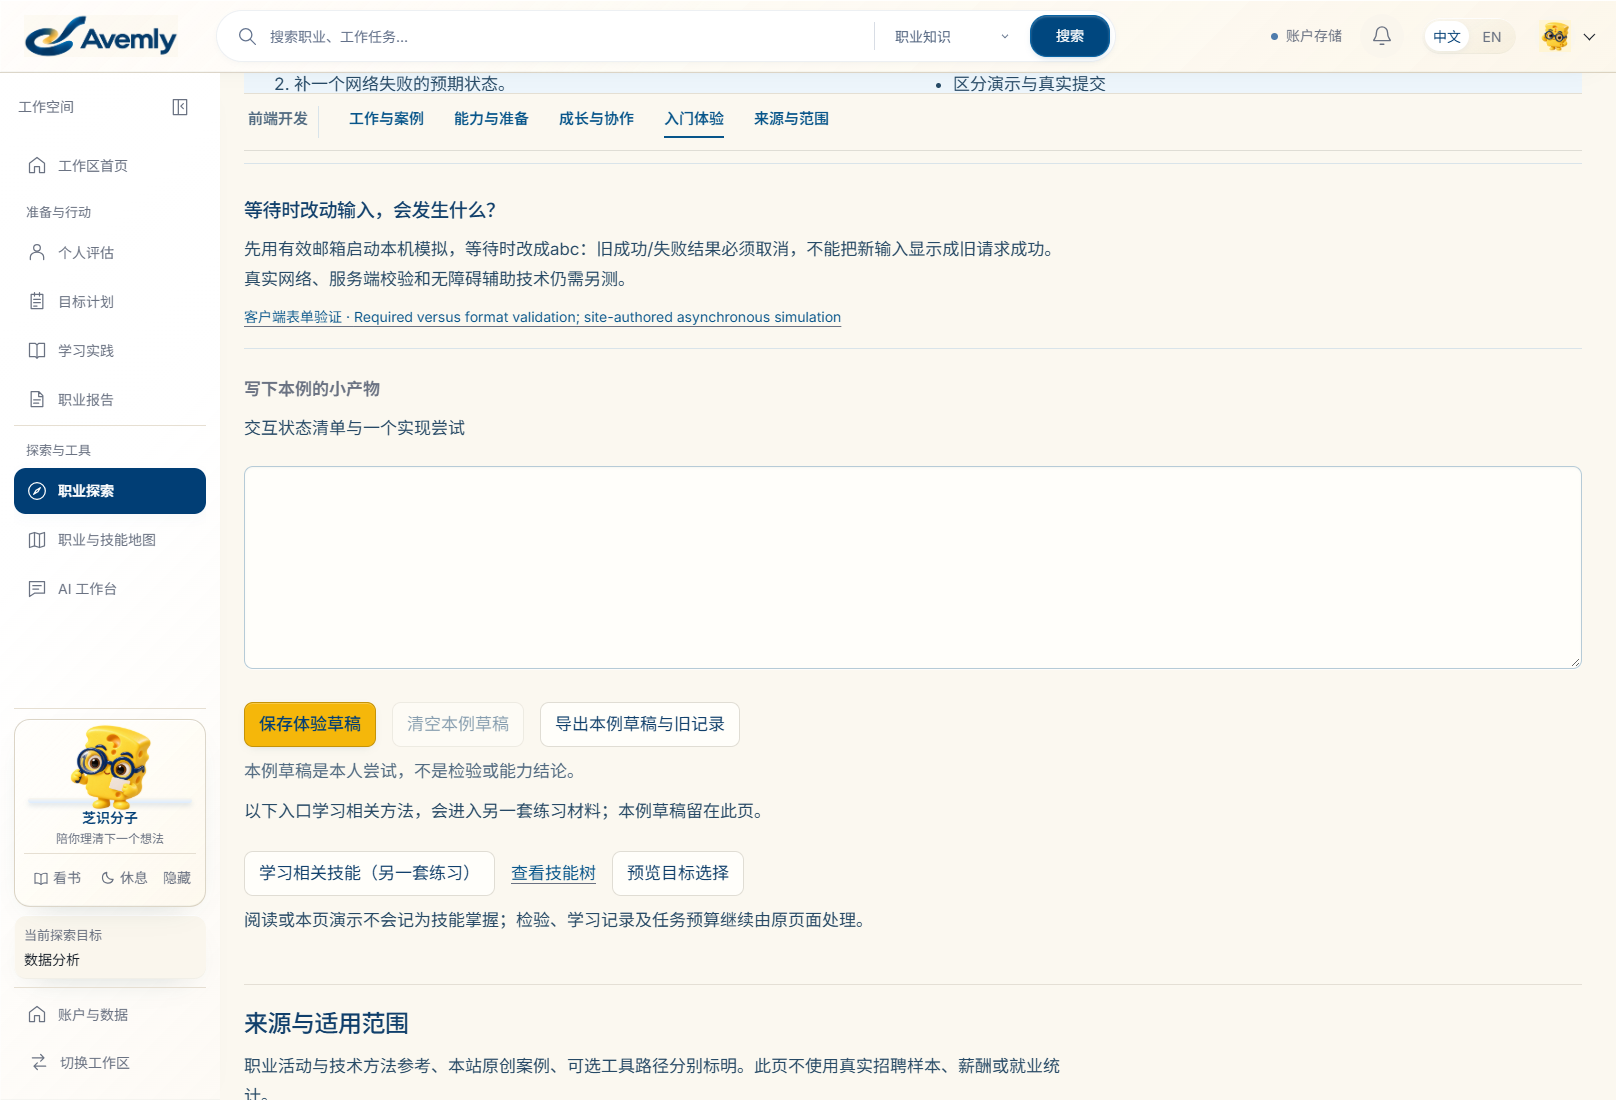 Avemly
搜索职业、工作任务...
职业知识
搜索
账户存储
中文
EN
工作空间
工作区首页
准备与行动
个人评估
目标计划
学习实践
职业报告
探索与工具
职业探索
职业与技能地图
AI 工作台
芝识分子
陪你理清下一个想法
看书
休息
隐藏
当前探索目标
数据分析
账户与数据
切换工作区
2. 补一个网络失败的预期状态。
• 区分演示与真实提交
前端开发
工作与案例
能力与准备
成长与协作
入门体验
来源与范围
等待时改动输入，会发生什么？
先用有效邮箱启动本机模拟，等待时改成abc：旧成功/失败结果必须取消，不能把新输入显示成旧请求成功。
真实网络、服务端校验和无障碍辅助技术仍需另测。
客户端表单验证 · Required versus format validation; site-authored asynchronous simulation
写下本例的小产物
交互状态清单与一个实现尝试
保存体验草稿
清空本例草稿
导出本例草稿与旧记录
本例草稿是本人尝试，不是检验或能力结论。
以下入口学习相关方法，会进入另一套练习材料；本例草稿留在此页。
学习相关技能（另一套练习）
查看技能树
预览目标选择
阅读或本页演示不会记为技能掌握；检验、学习记录及任务预算继续由原页面处理。
来源与适用范围
职业活动与技术方法参考、本站原创案例、可选工具路径分别标明。此页不使用真实招聘样本、薪酬或就业统
计。